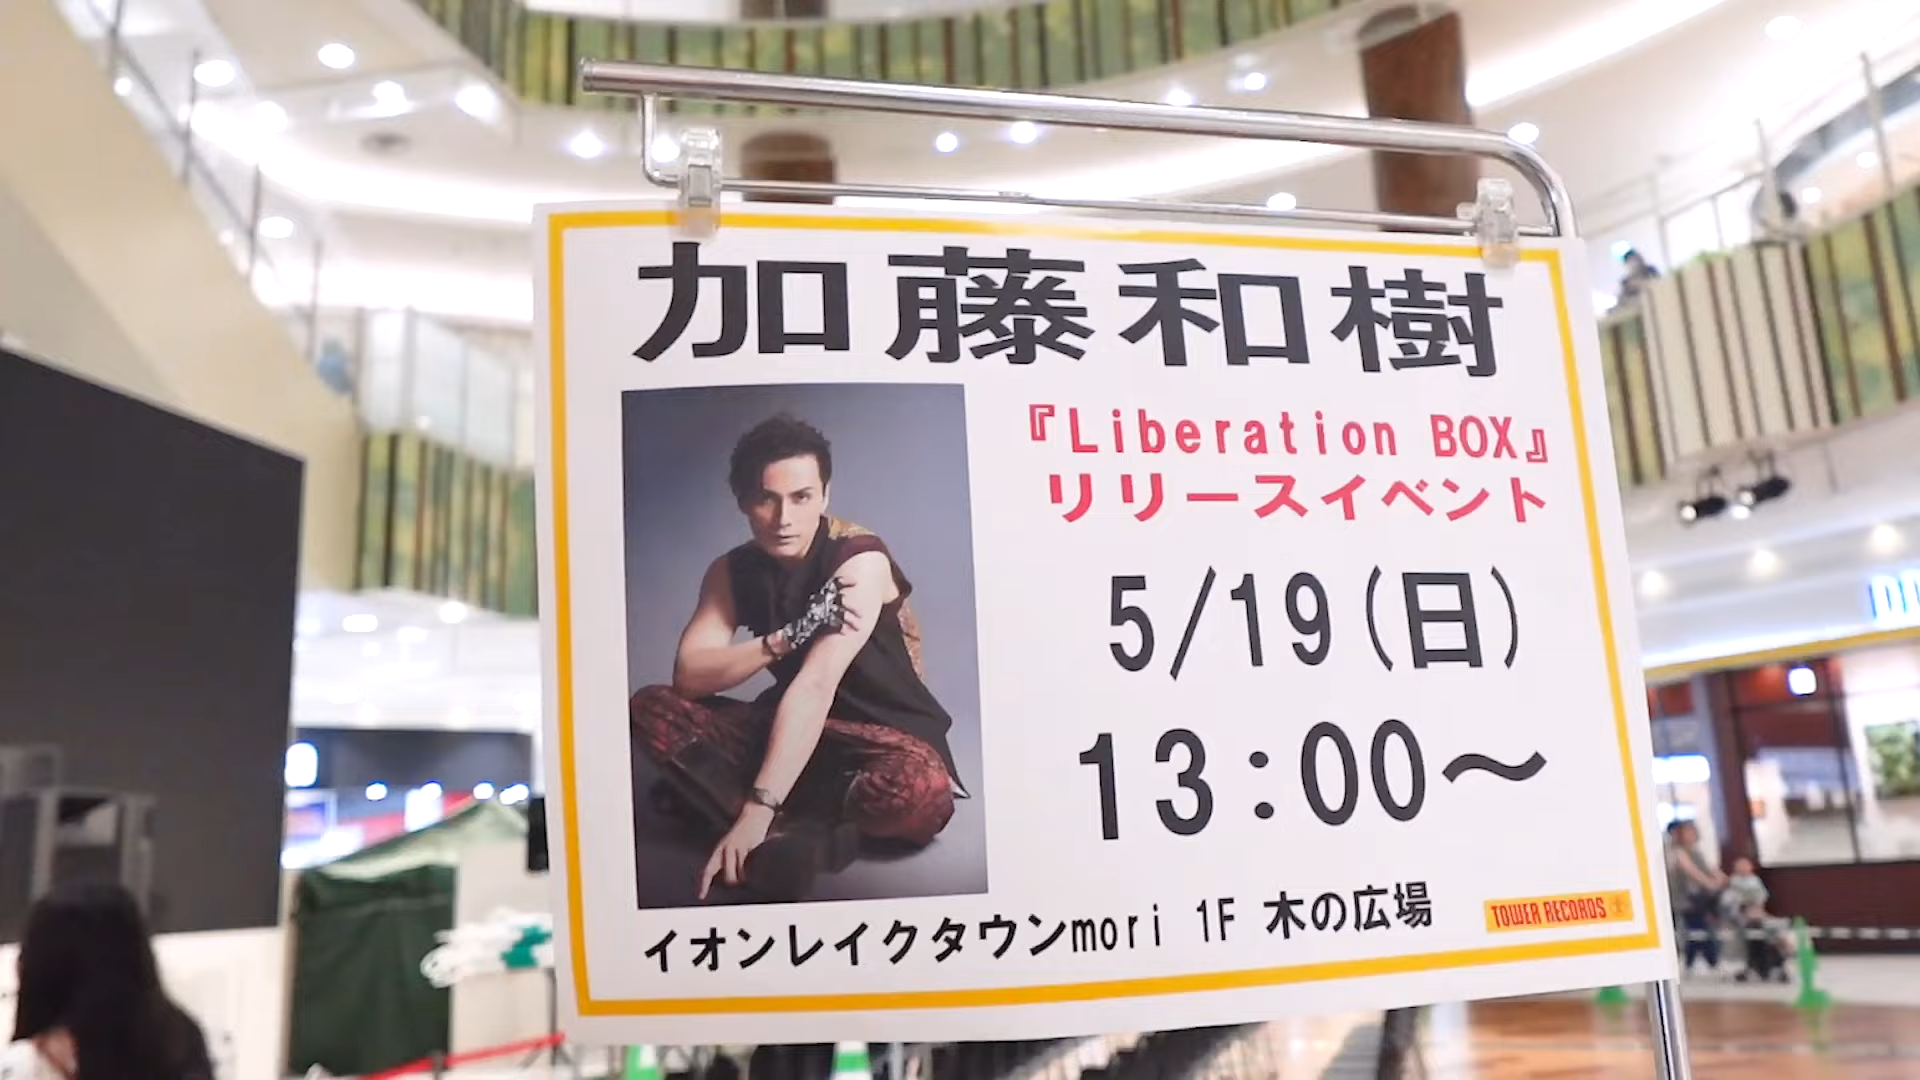 加藤和樹
『Liberation BOX』
リリースイベント
5/19(日)
13:00～
イオンレイクタウンmori 1F 木の広場
TOWER RECORDS